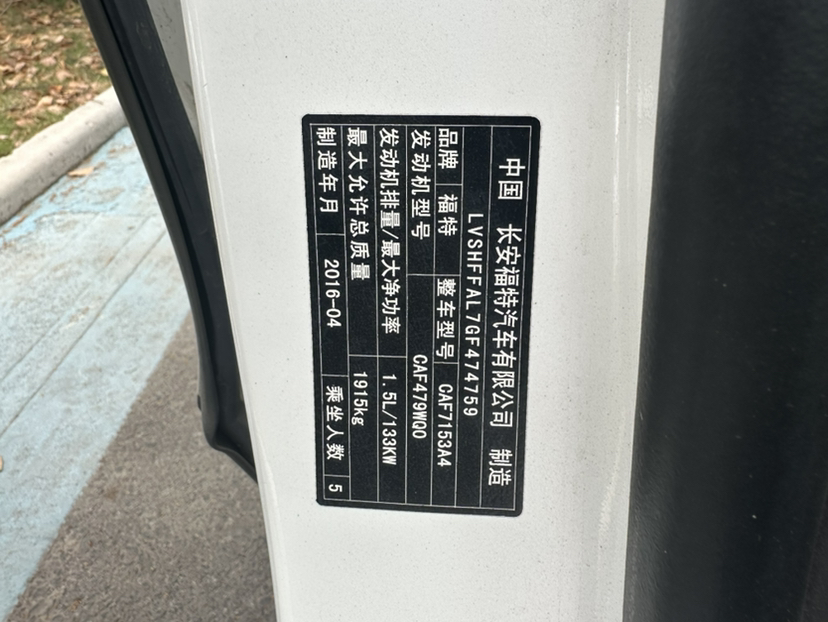 中国 长安福特汽车有限公司 制造
LVSHFFAL7GF474759
品牌 福特 整车型号 CAF7153A4
发动机型号 CAF479WQ0
发动机排量/最大净功率 1.5L/133KW
最大允许总质量 1915kg
制造年月 2016-04 乘坐人数 5